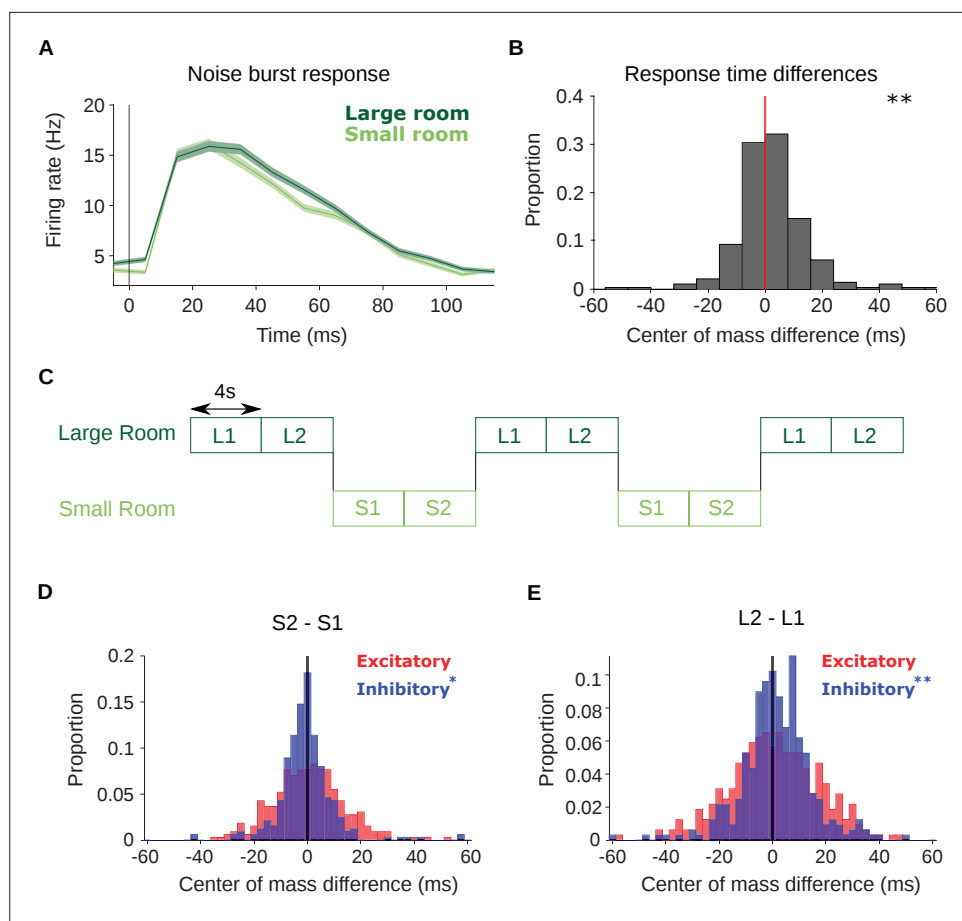 A
Noise burst response
Large room
Small room
20
15
10
5
Firing rate (Hz)
0 20 40 60 80 100
Time (ms)
B
Response time differences
**
0.4
0.3
0.2
0.1
0
Proportion
-60 -40 -20 0 20 40 60
Center of mass difference (ms)
C
4s
Large Room L1 L2 L1 L2 L1 L2
Small Room S1 S2 S1 S2
D
S2 - S1
Excitatory
Inhibitory*
0.2
0.15
0.1
0.05
0
Proportion
-60 -40 -20 0 20 40 60
Center of mass difference (ms)
E
L2 - L1
Excitatory
Inhibitory**
0.1
0.08
0.06
0.04
0.02
0
Proportion
-60 -40 -20 0 20 40 60
Center of mass difference (ms)